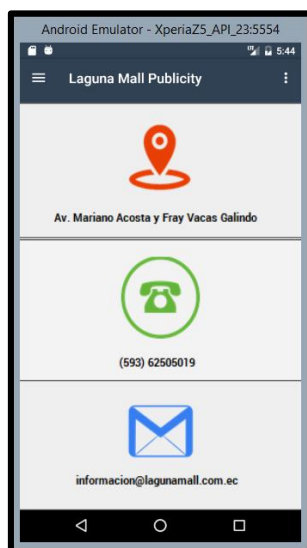 Android Emulator - XperiaZ5_API_23:5554
5:44
Laguna Mall Publicity
Av. Mariano Acosta y Fray Vacas Galindo
(593) 62505019
informacion@lagunamall.com.ec